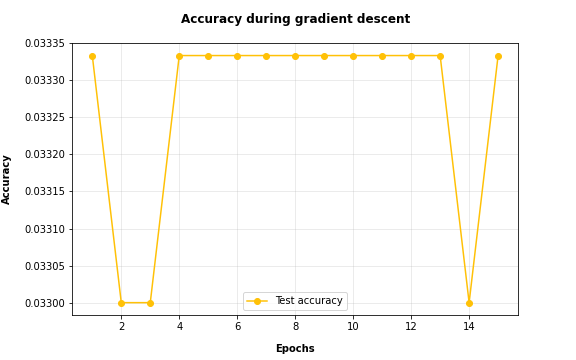 Accuracy during gradient descent
0.03335
0.03330
0.03325
0.03320
0.03315
0.03310
0.03305
0.03300
Accuracy
Test accuracy
2 4 6 8 10 12 14
Epochs